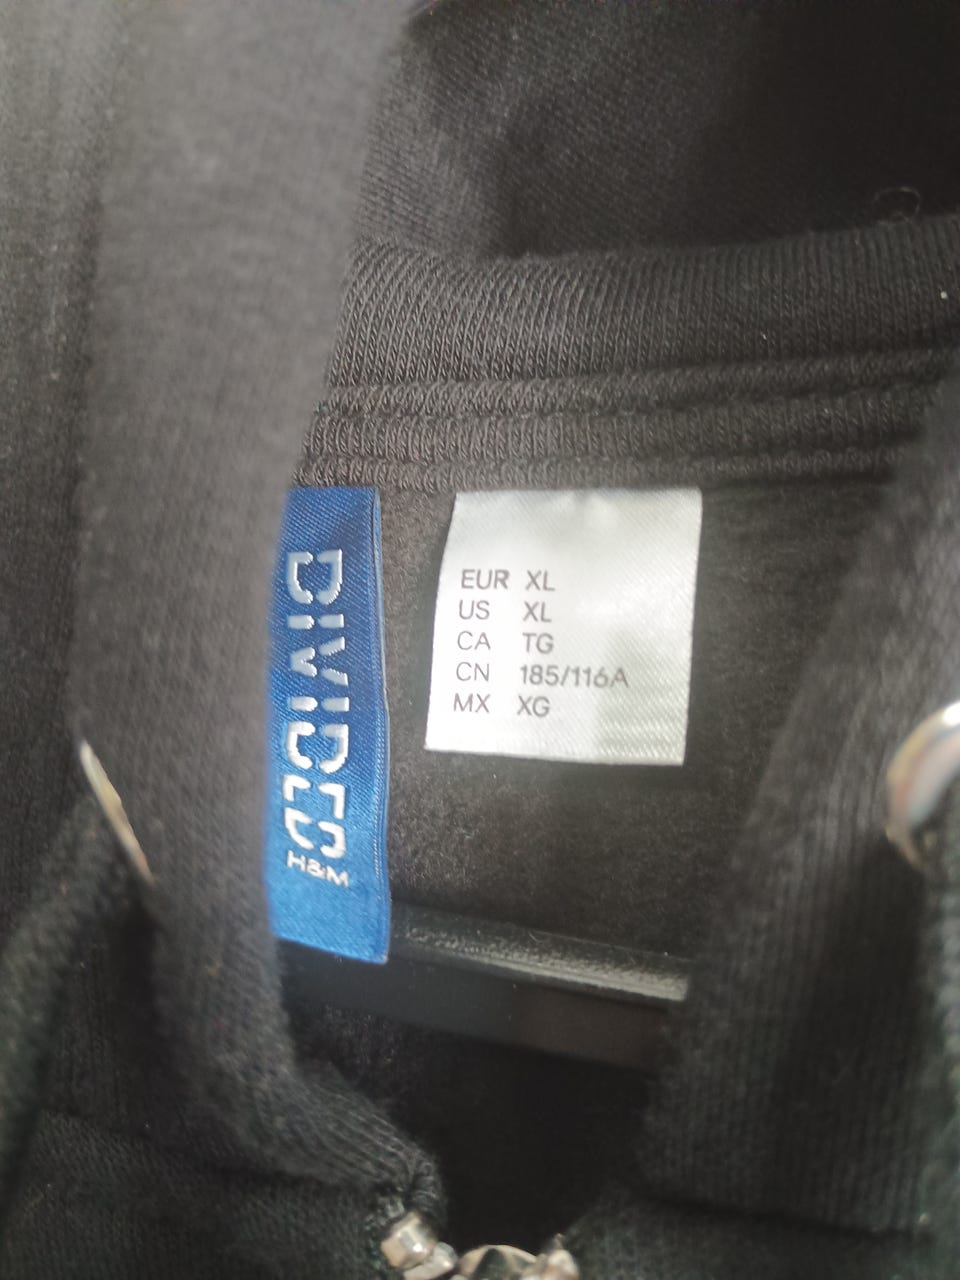 DIVIDED
H&M
EUR XL
US XL
CA TG
CN 185/116A
MX XG